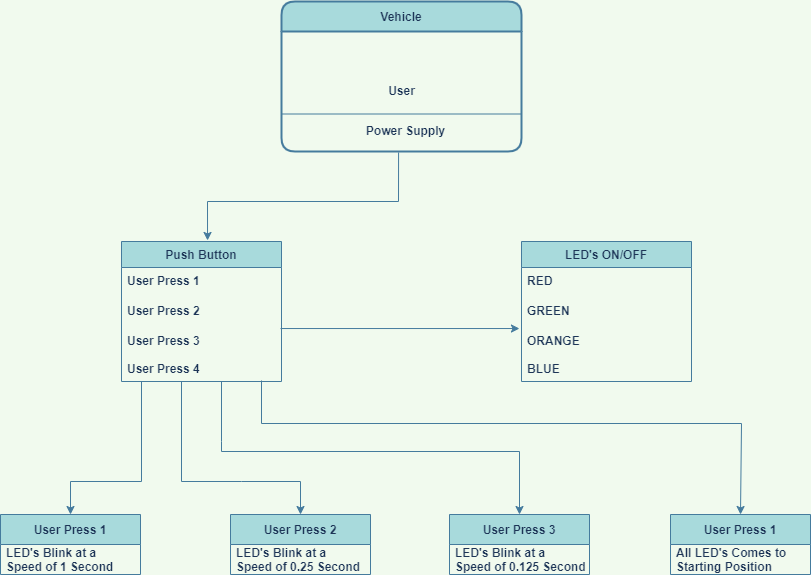 Vehicle
User
Power Supply
Push Button
User Press 1
User Press 2
User Press 3
User Press 4
LED's ON/OFF
RED
GREEN
ORANGE
BLUE
User Press 1
LED's Blink at a
Speed of 1 Second
User Press 2
LED's Blink at a
Speed of 0.25 Second
User Press 3
LED's Blink at a
Speed of 0.125 Second
User Press 1
All LED's Comes to
Starting Position